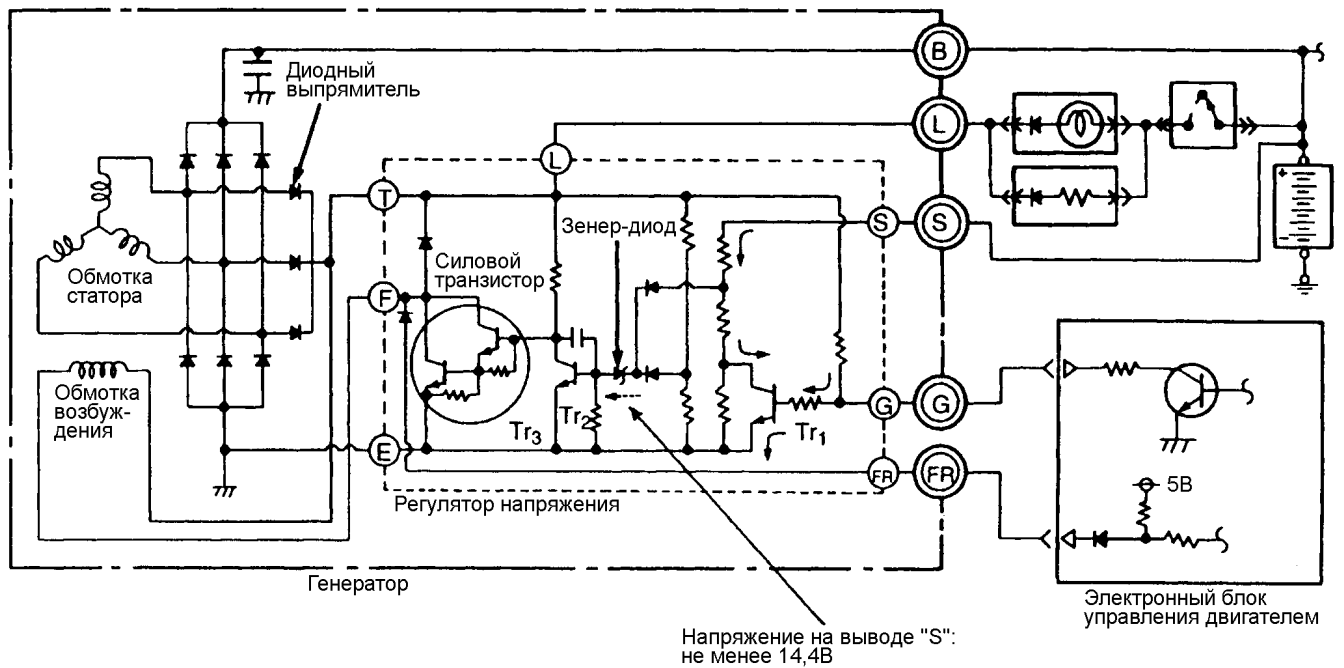 B
Диодный
выпрямитель
L
L
T
Зенер-диод
S
S
+
−
Силовой
транзистор
Обмотка
статора
F
Обмотка
возбуж-
дения
G
G
Tr2
Tr3
Tr1
E
FR
FR
5В
Регулятор напряжения
Генератор
Электронный блок
управления двигателем
Напряжение на выводе "S":
не менее 14,4В